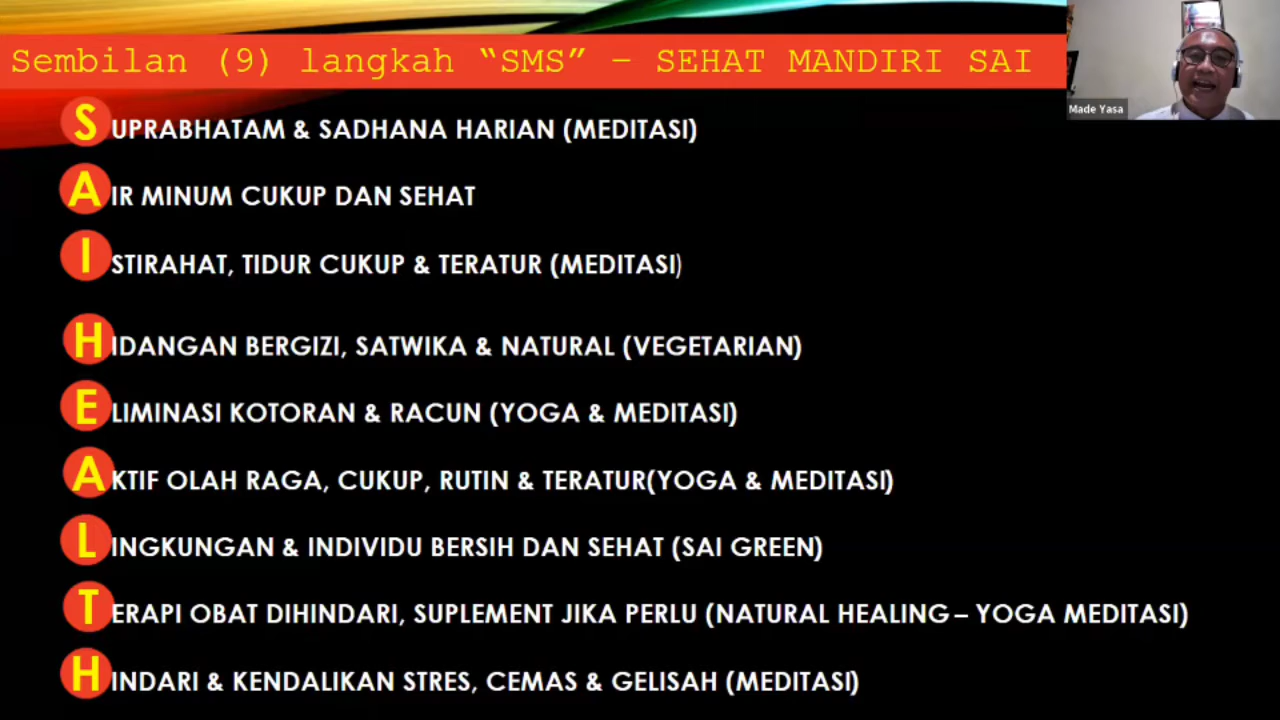 Sembilan (9) langkah “SMS” – SEHAT MANDIRI SAI
Made Yasa
SUPRABHATAM & SADHANA HARIAN (MEDITASI)
AIR MINUM CUKUP DAN SEHAT
ISTIRAHAT, TIDUR CUKUP & TERATUR (MEDITASI)
HIDANGAN BERGIZI, SATWIKA & NATURAL (VEGETARIAN)
ELIMINASI KOTORAN & RACUN (YOGA & MEDITASI)
AKTIF OLAH RAGA, CUKUP, RUTIN & TERATUR(YOGA & MEDITASI)
LINGKUNGAN & INDIVIDU BERSIH DAN SEHAT (SAI GREEN)
TERAPI OBAT DIHINDARI, SUPLEMENT JIKA PERLU (NATURAL HEALING – YOGA MEDITASI)
HINDARI & KENDALIKAN STRES, CEMAS & GELISAH (MEDITASI)